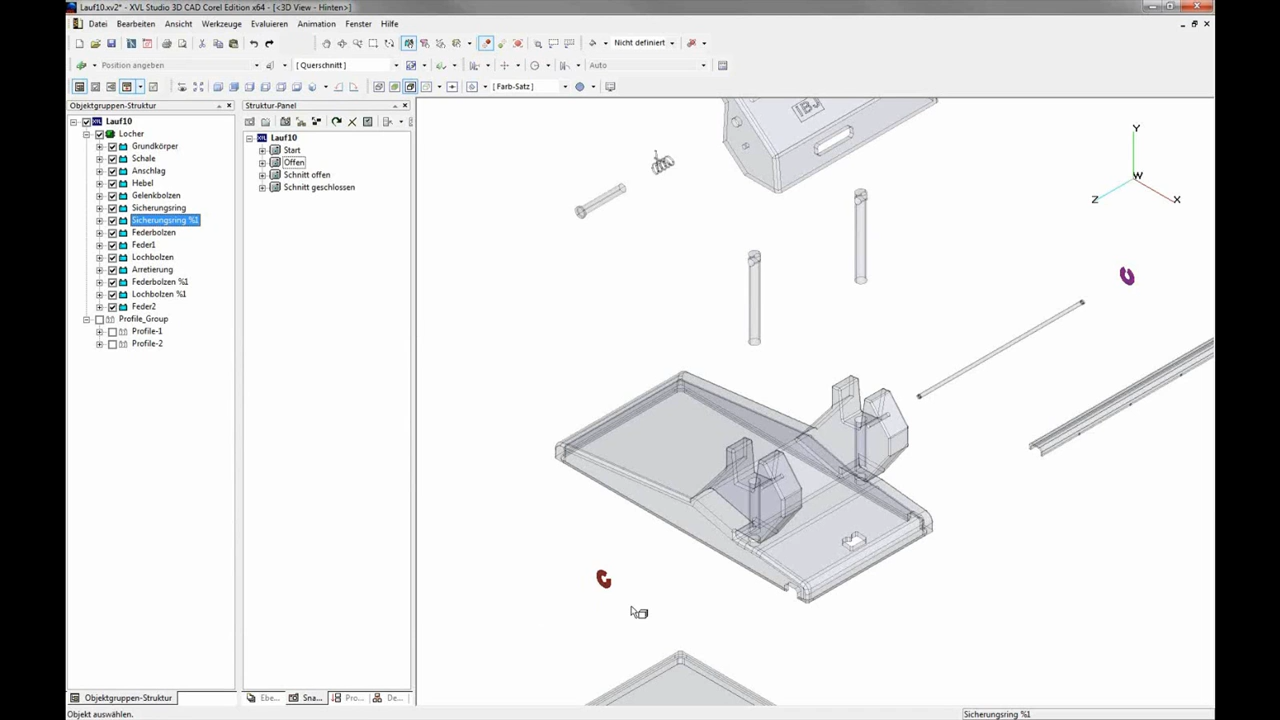 Lauf10.xv2* - XVL Studio 3D CAD Corel Edition x64 - [<3D View - Hinten>]
Datei Bearbeiten Ansicht Werkzeuge Evaluieren Animation Fenster Hilfe
Nicht definiert
Position angeben [ Querschnitt ] Auto
[ Farb-Satz ]
Objektgruppen-Struktur
Lauf10
Locher
Grundkörper
Schale
Anschlag
Hebel
Gelenkbolzen
Sicherungsring
Sicherungsring %1
Federbolzen
Feder1
Lochbolzen
Arretierung
Federbolzen %1
Lochbolzen %1
Feder2
Profile_Group
Profile-1
Profile-2
Objektgruppen-Struktur
Struktur-Panel
XVL Lauf10
Start
Offen
Schnitt offen
Schnitt geschlossen
Ebe... Sna... Pro... De...
IBJ
Y
W
Z X
Objekt auswählen. Sicherungsring %1